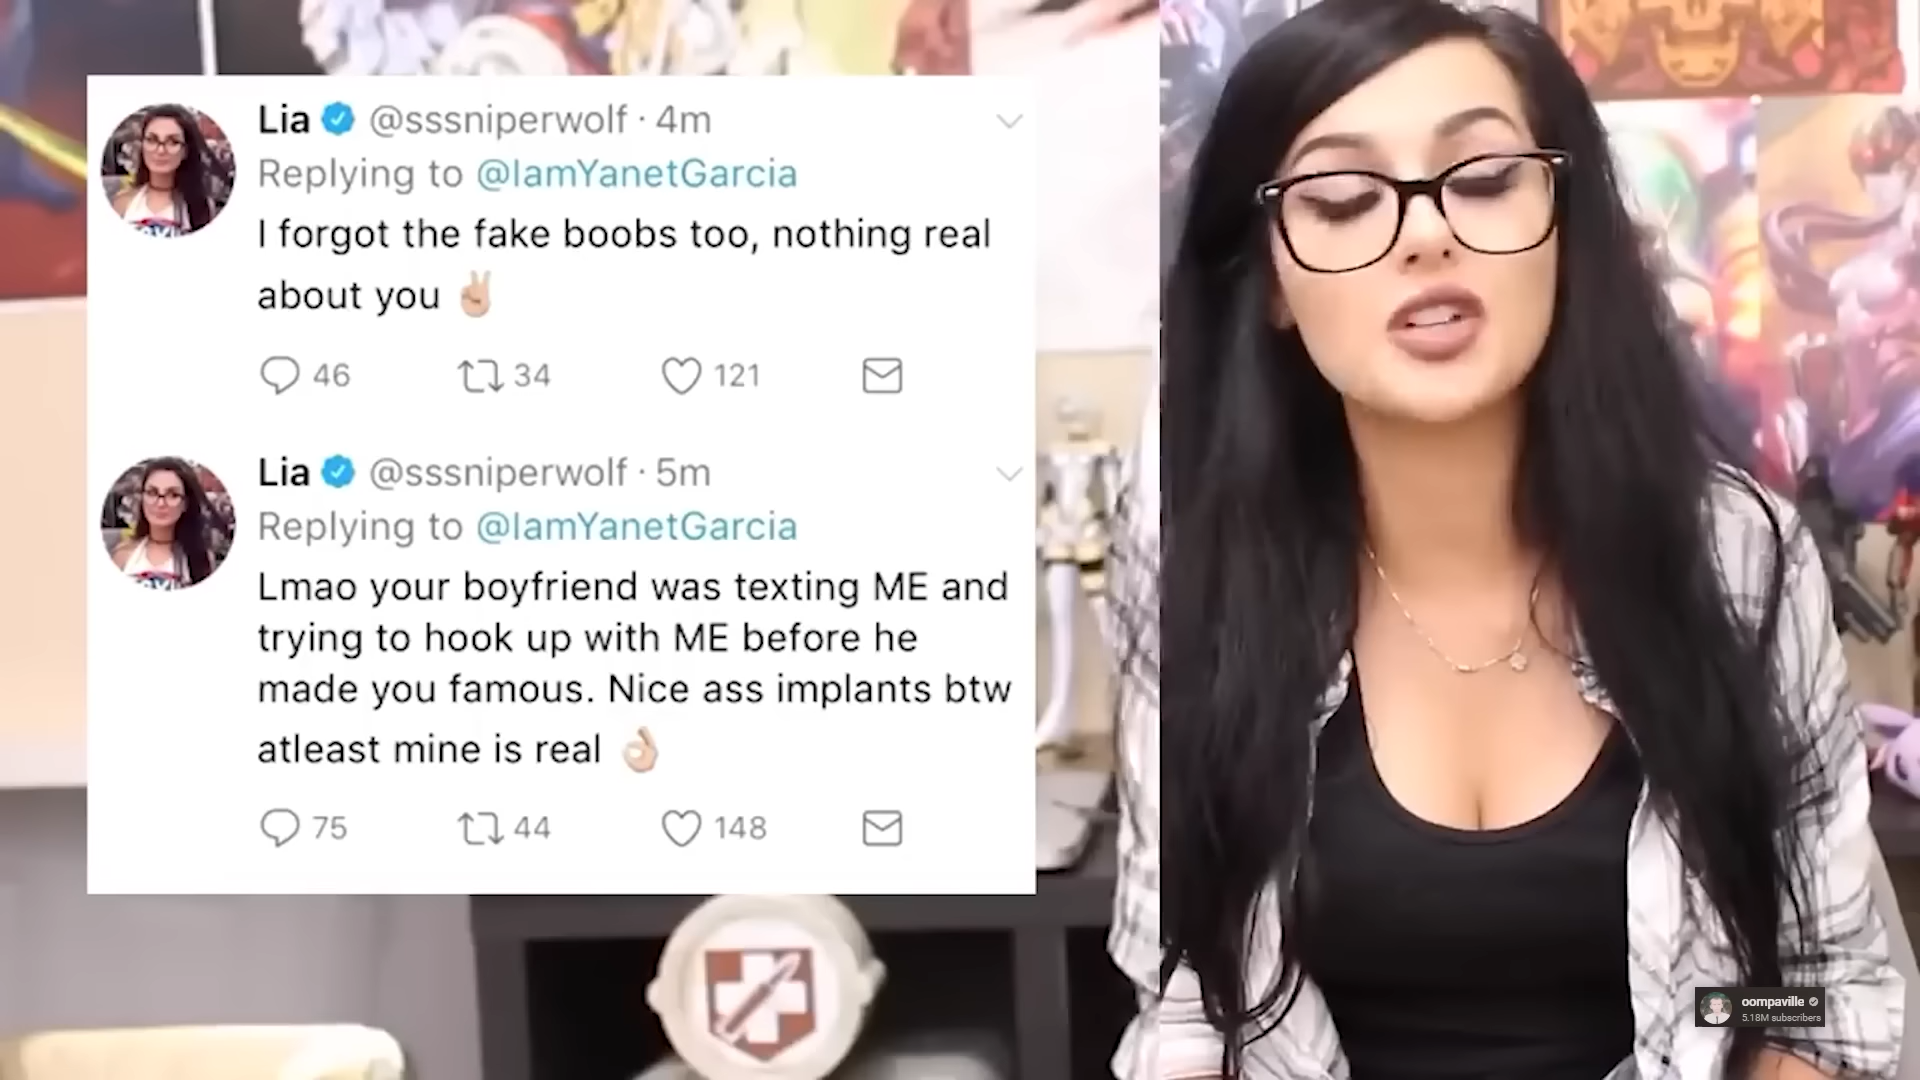 Lia @sssniperwolf · 4m
Replying to @IamYanetGarcia
I forgot the fake boobs too, nothing real
about you ✌🏼
46 34 121
Lia @sssniperwolf · 5m
Replying to @IamYanetGarcia
Lmao your boyfriend was texting ME and
trying to hook up with ME before he
made you famous. Nice ass implants btw
atleast mine is real 👌🏼
75 44 148
oompaville
5.18M subscribers